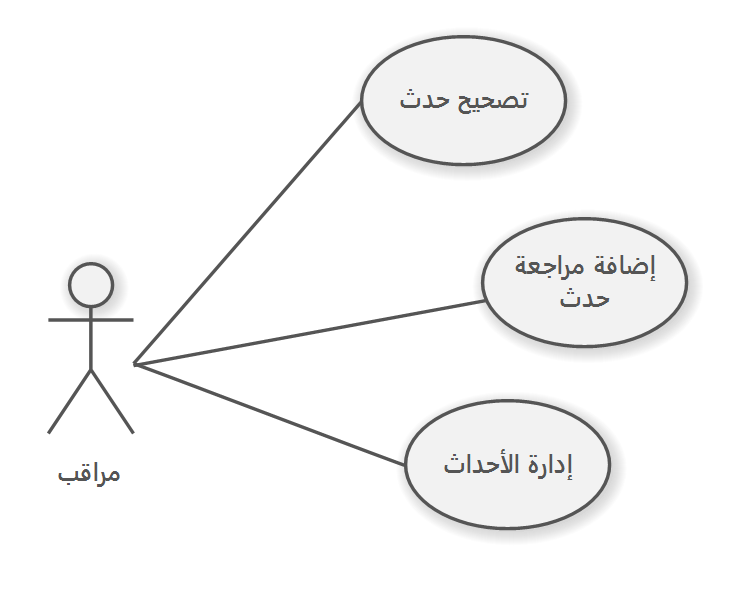 تصحيح حدث
إضافة مراجعة
حدث
إدارة الأحداث
مراقب